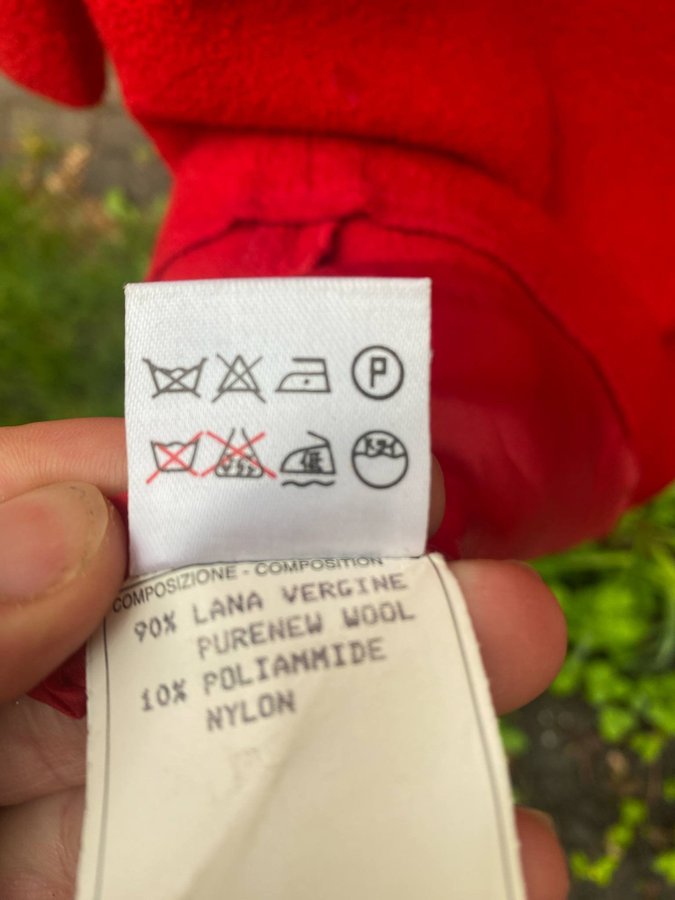 P
COMPOSIZIONE - COMPOSITION
90% LANA VERGINE
PURENEW WOOL
10% POLIAMMIDE
NYLON